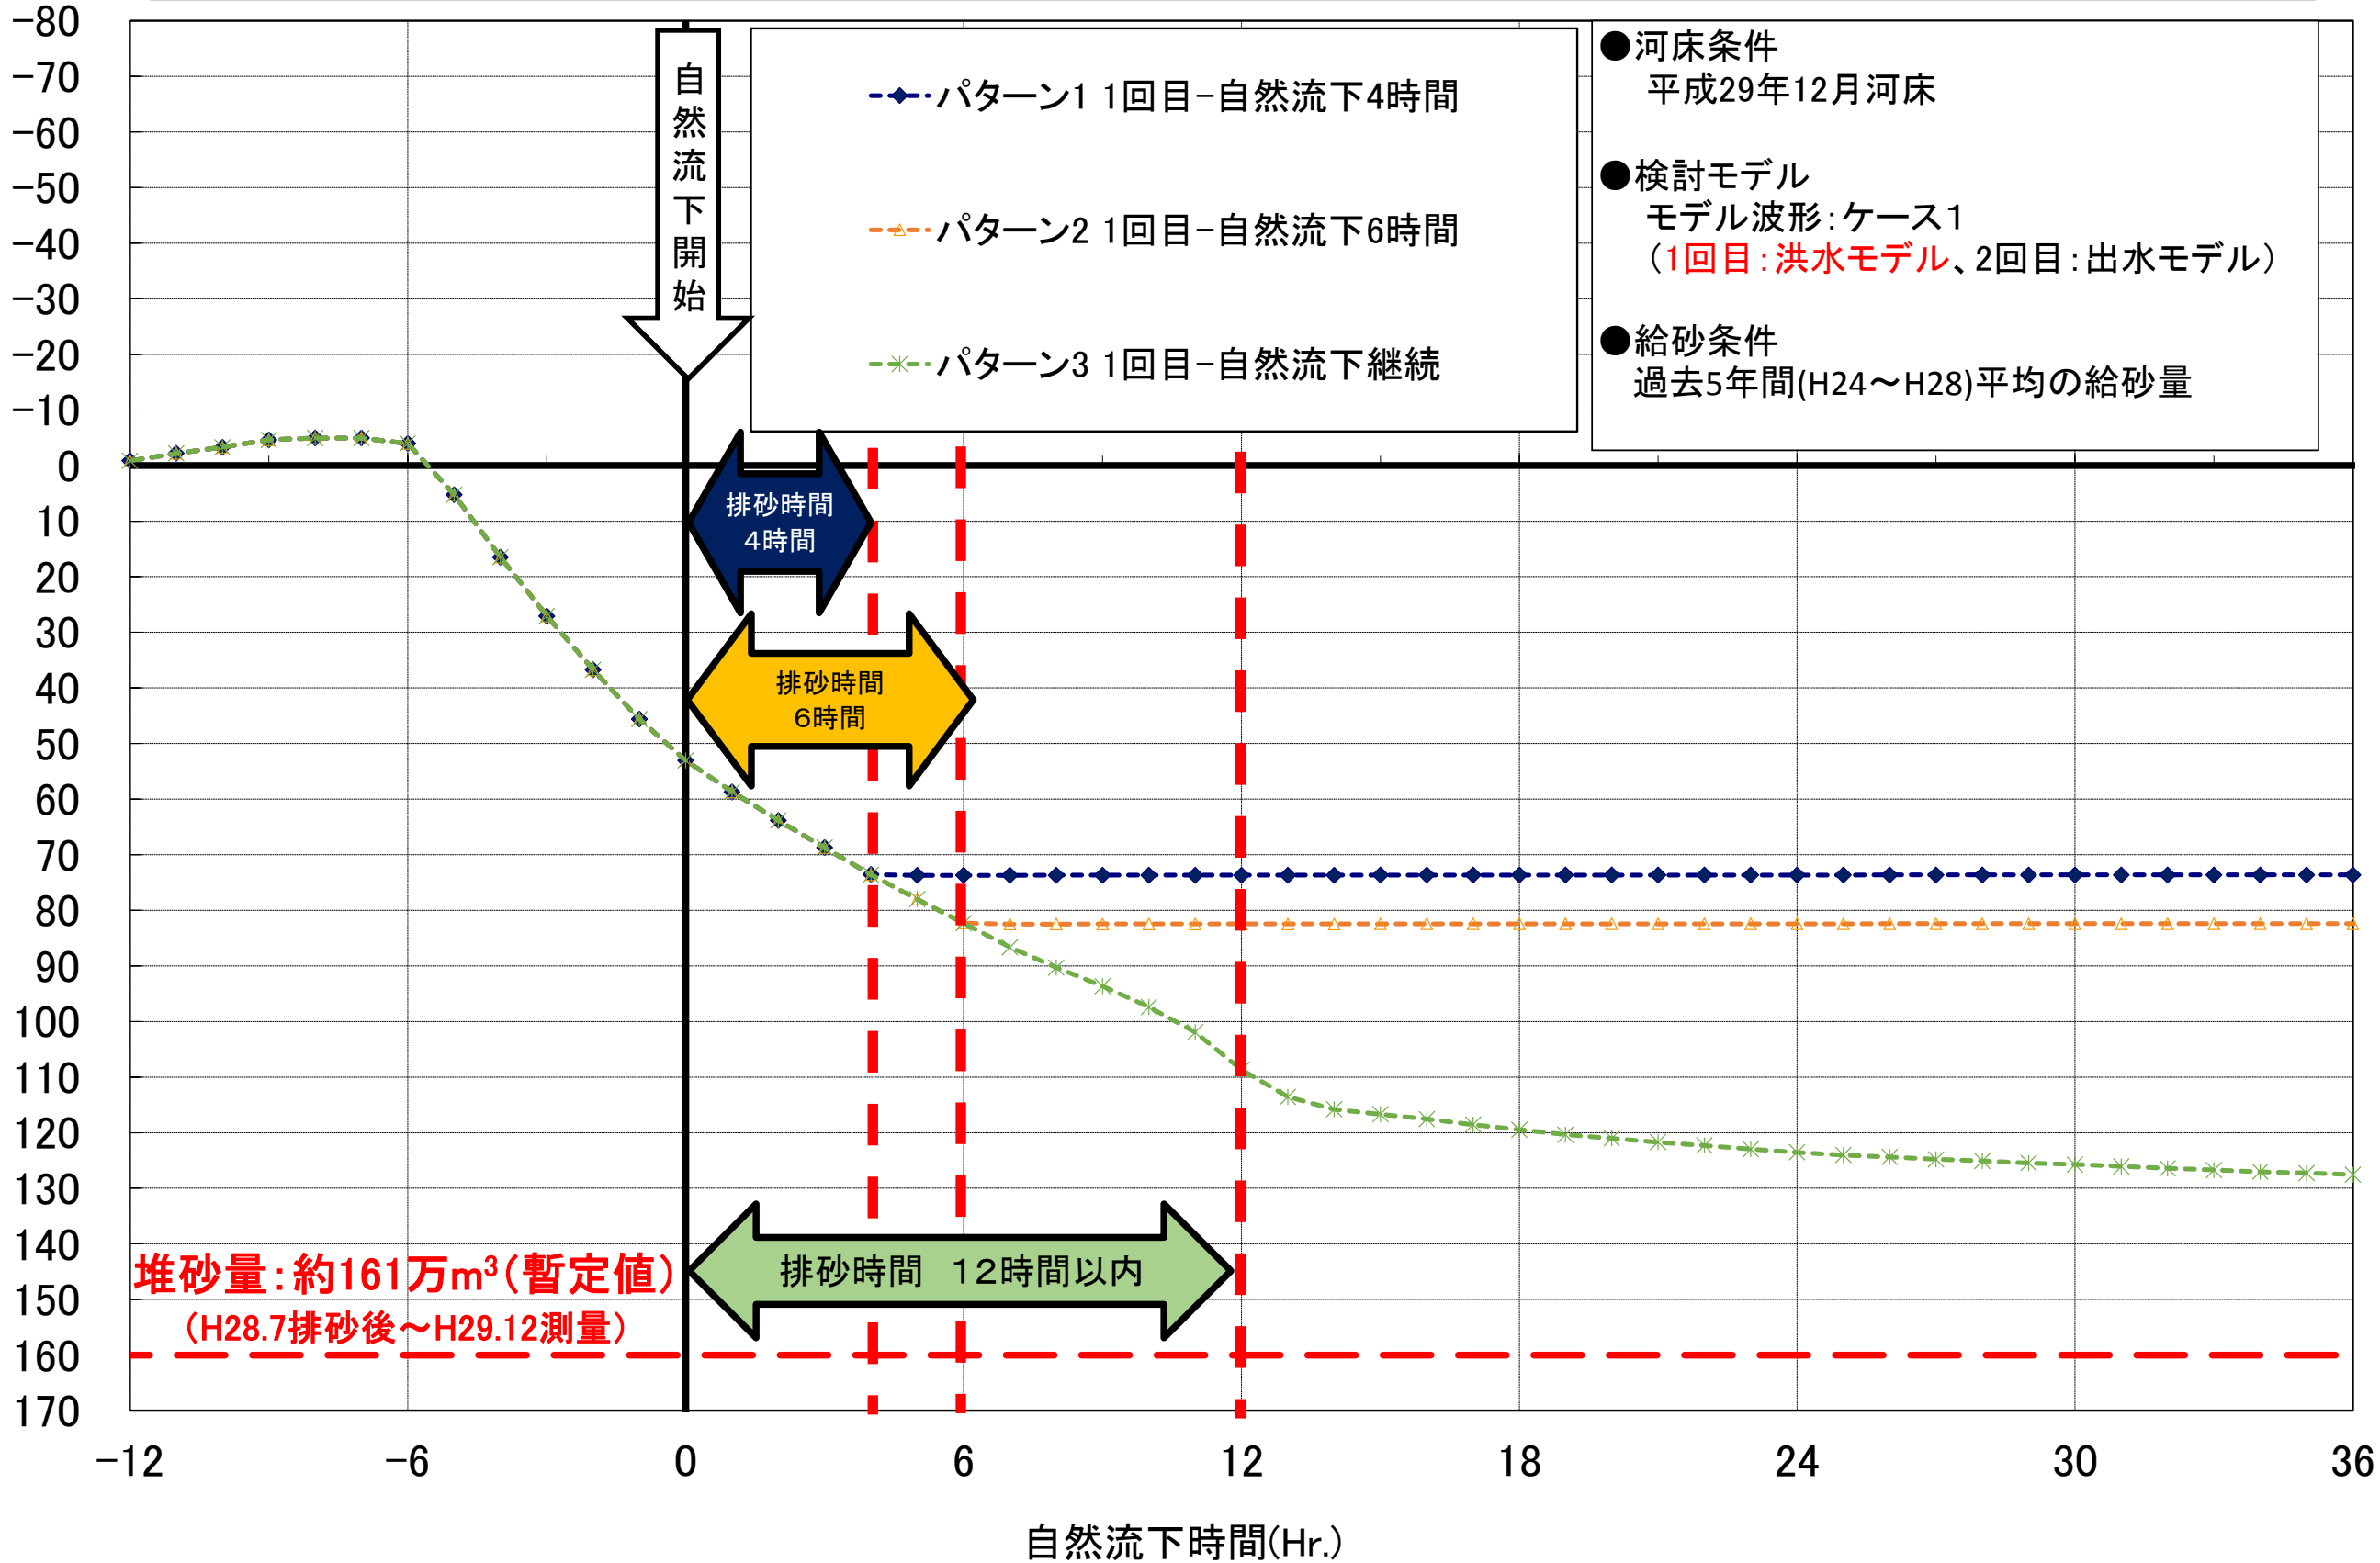 -80
-70
-60
-50
-40
-30
-20
-10
0
10
20
30
40
50
60
70
80
90
100
110
120
130
140
150
160
170
自然流下開始
パターン1 1回目-自然流下4時間
パターン2 1回目-自然流下6時間
パターン3 1回目-自然流下継続
●河床条件
平成29年12月河床
●検討モデル
モデル波形:ケース1
(1回目:洪水モデル、2回目:出水モデル)
●給砂条件
過去5年間(H24～H28)平均の給砂量
排砂時間
4時間
排砂時間
6時間
排砂時間 12時間以内
堆砂量:約161万m³(暫定値)
(H28.7排砂後～H29.12測量)
-12 -6 0 6 12 18 24 30 36
自然流下時間(Hr.)